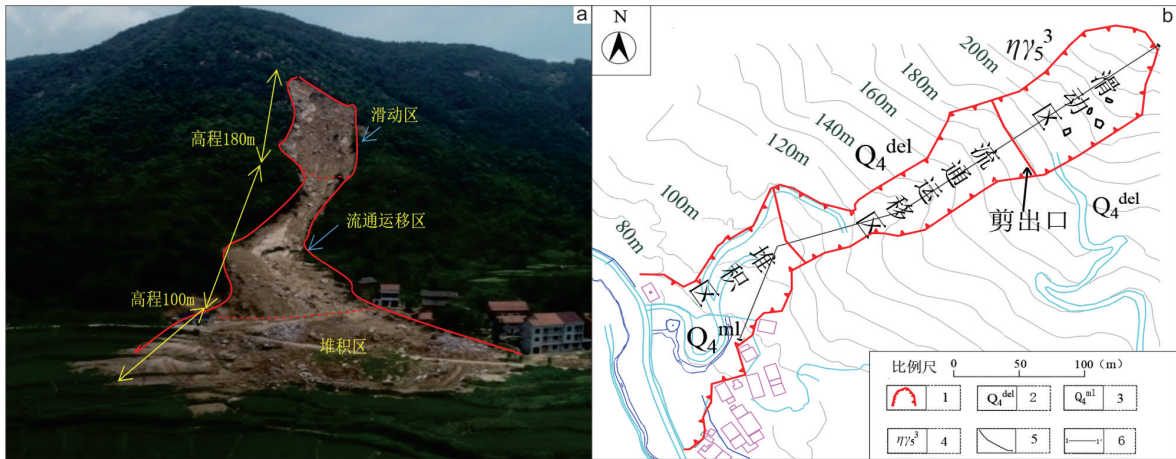 a
高程180m
滑动区
流通运移区
高程100m
堆积区
b
N
ηγ₅³
200m
180m
160m
140m
120m
100m
80m
滑动区
流通运移区
堆积区
剪出口
Q₄ᵈᵉˡ
Q₄ᵈᵉˡ
Q₄ᵐˡ
比例尺 0 50 100 (m)
1
Q₄ᵈᵉˡ 2
Q₄ᵐˡ 3
ηγ₅³ 4
5
1 1' 6